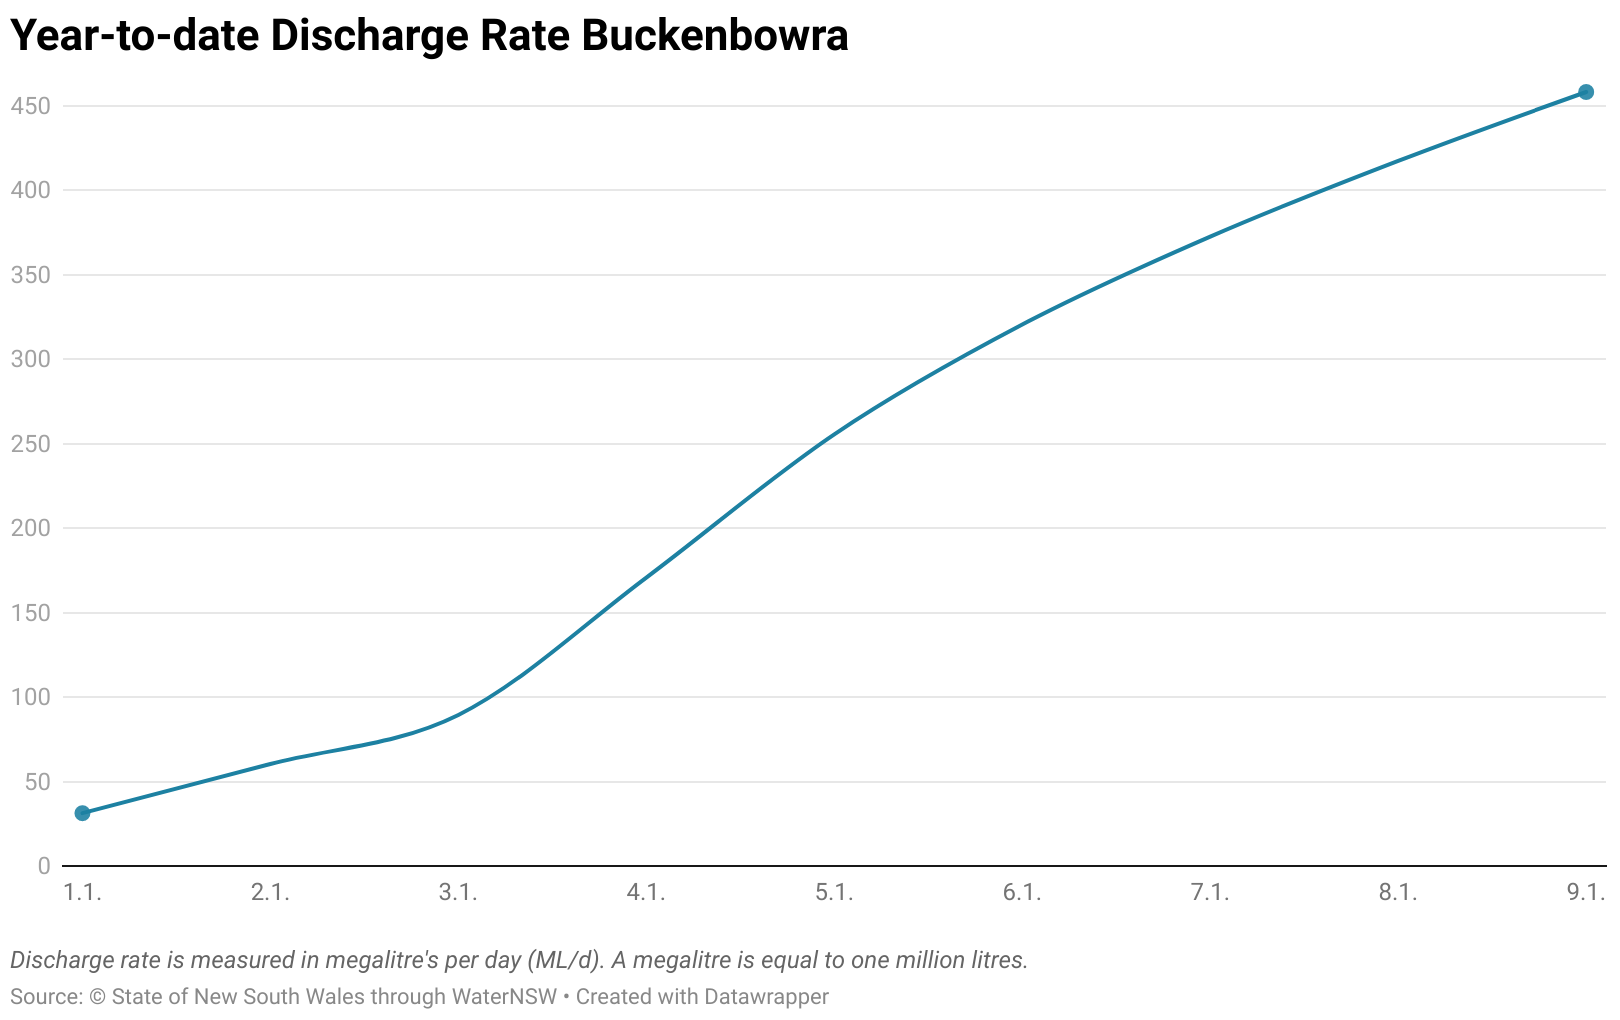 Year-to-date Discharge Rate Buckenbowra
450
400
350
300
250
200
150
100
50
0
1.1. 2.1. 3.1. 4.1. 5.1. 6.1. 7.1. 8.1. 9.1.
Discharge rate is measured in megalitre's per day (ML/d). A megalitre is equal to one million litres.
Source: © State of New South Wales through WaterNSW • Created with Datawrapper